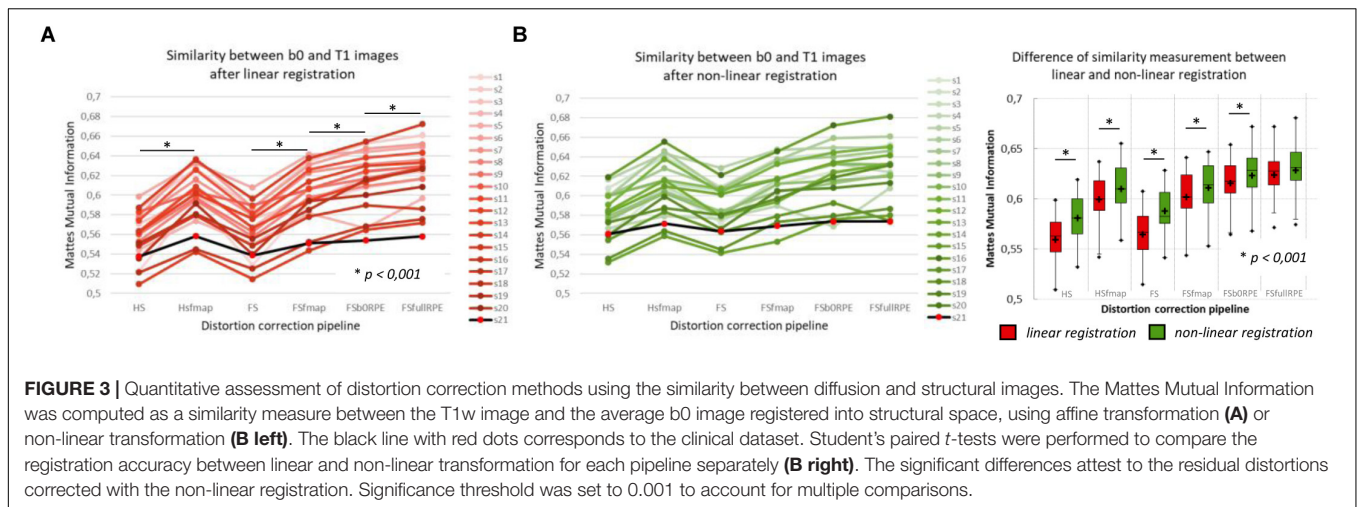 A
Similarity between b0 and T1 images
after linear registration
Mattes Mutual Information
0,7
0,68
0,66
0,64
0,62
0,6
0,58
0,56
0,54
0,52
0,5
*
*
*
*
* p < 0,001
HS
Hsfmap
FS
FSfmap
FSb0RPE
FSfullRPE
Distortion correction pipeline
s1
s2
s3
s4
s5
s6
s7
s8
s9
s10
s11
s12
s13
s14
s15
s16
s17
s18
s19
s20
s21
B
Similarity between b0 and T1 images
after non-linear registration
Mattes Mutual Information
0,7
0,68
0,66
0,64
0,62
0,6
0,58
0,56
0,54
0,52
0,5
HS
Hsfmap
FS
FSfmap
FSb0RPE
FSfullRPE
Distortion correction pipeline
s1
s2
s3
s4
s5
s6
s7
s8
s9
s10
s11
s12
s13
s14
s15
s16
s17
s18
s19
s20
s21
Difference of similarity measurement between
linear and non-linear registration
Mattes Mutual Information
0,7
0,65
0,6
0,55
0,5
*
*
*
*
*
* p < 0,001
HS
HSfmap
FS
FSfmap
FSb0RPE
FSfullRPE
Distortion correction pipeline
linear registration
non-linear registration
FIGURE 3 | Quantitative assessment of distortion correction methods using the similarity between diffusion and structural images. The Mattes Mutual Information
was computed as a similarity measure between the T1w image and the average b0 image registered into structural space, using affine transformation (A) or
non-linear transformation (B left). The black line with red dots corresponds to the clinical dataset. Student's paired t-tests were performed to compare the
registration accuracy between linear and non-linear transformation for each pipeline separately (B right). The significant differences attest to the residual distortions
corrected with the non-linear registration. Significance threshold was set to 0.001 to account for multiple comparisons.